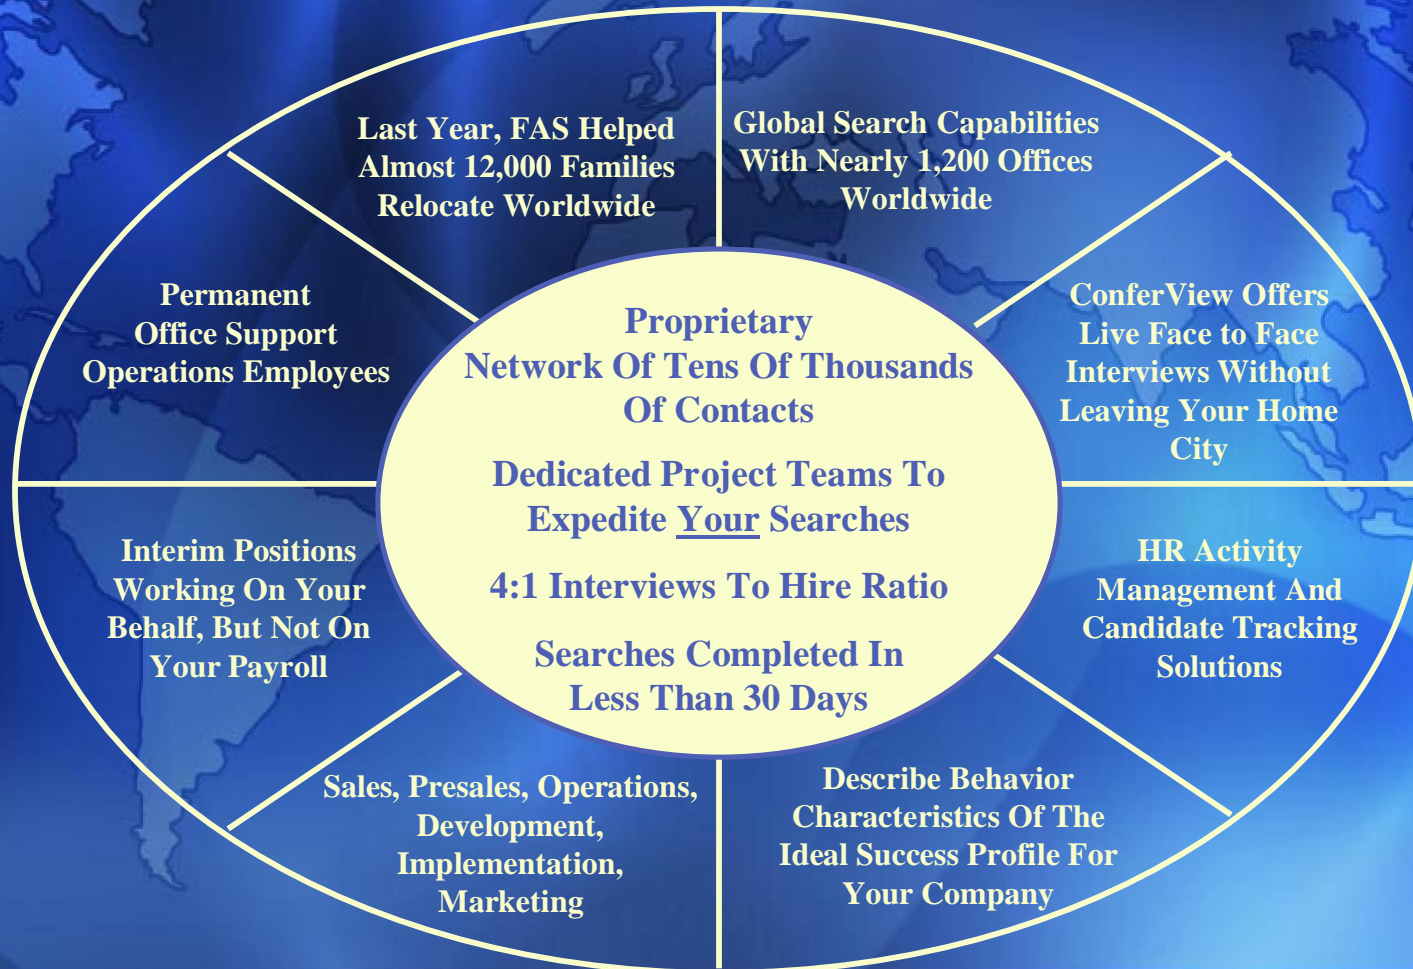 Last Year, FAS Helped
Almost 12,000 Families
Relocate Worldwide
Global Search Capabilities
With Nearly 1,200 Offices
Worldwide
Permanent
Office Support
Operations Employees
ConferView Offers
Live Face to Face
Interviews Without
Leaving Your Home
City
Proprietary
Network Of Tens Of Thousands
Of Contacts
Dedicated Project Teams To
Expedite Your Searches
4:1 Interviews To Hire Ratio
Searches Completed In
Less Than 30 Days
Interim Positions
Working On Your
Behalf, But Not On
Your Payroll
HR Activity
Management And
Candidate Tracking
Solutions
Sales, Presales, Operations,
Development,
Implementation,
Marketing
Describe Behavior
Characteristics Of The
Ideal Success Profile For
Your Company